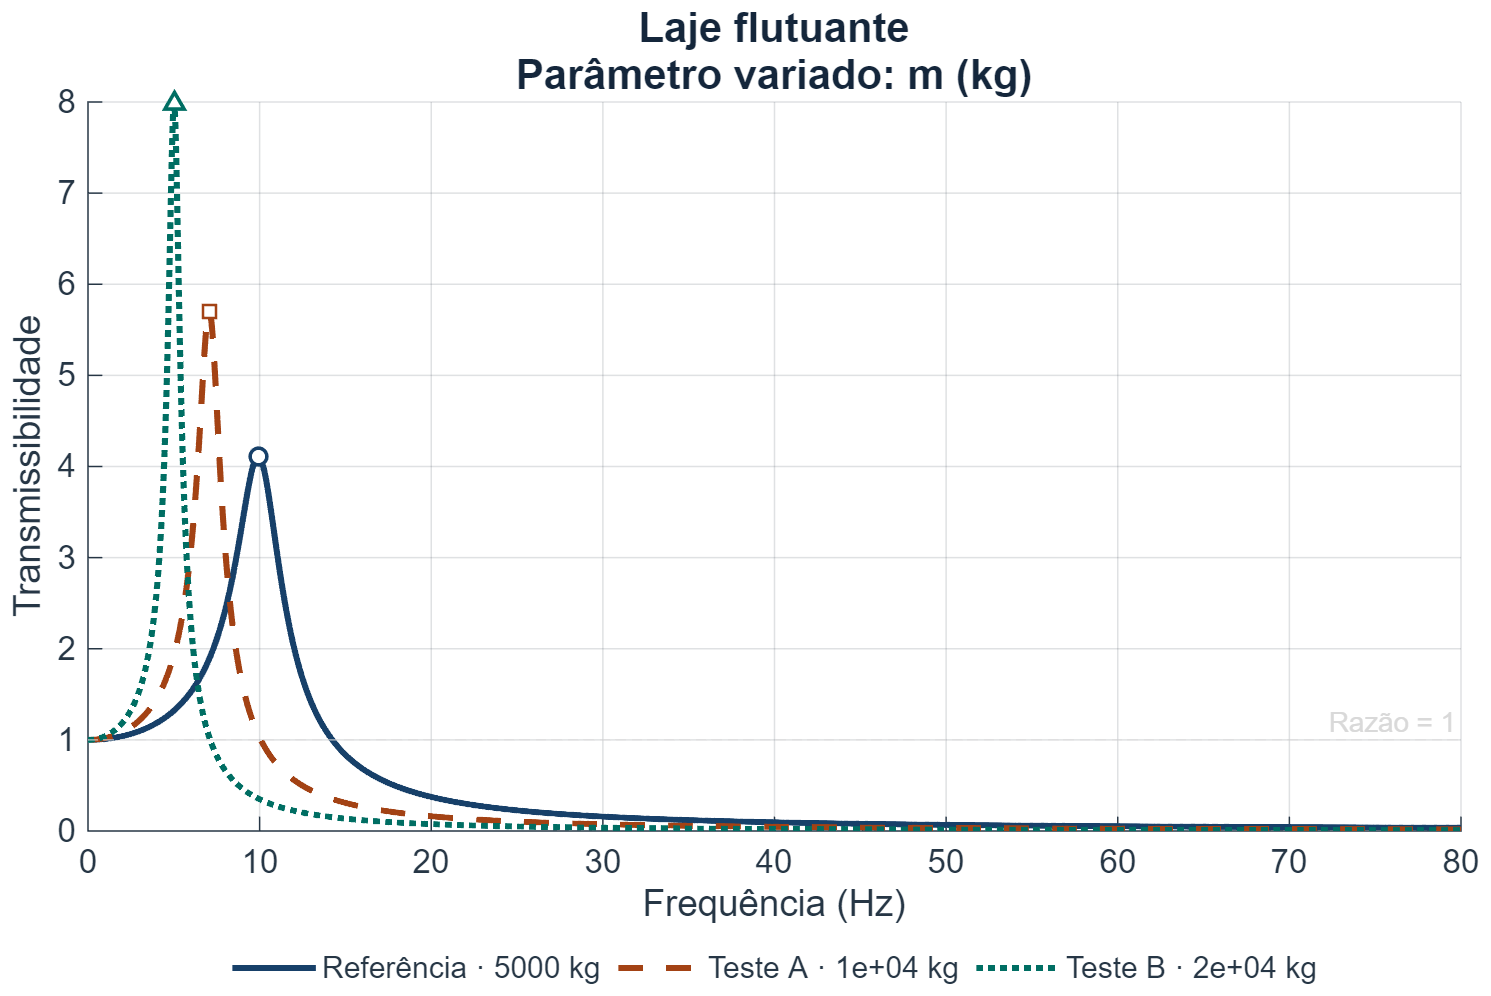 Laje flutuante
Parâmetro variado: m (kg)
Transmissibilidade
8
7
6
5
4
3
2
1
0
Razão = 1
0 10 20 30 40 50 60 70 80
Frequência (Hz)
Referência · 5000 kg Teste A · 1e+04 kg Teste B · 2e+04 kg